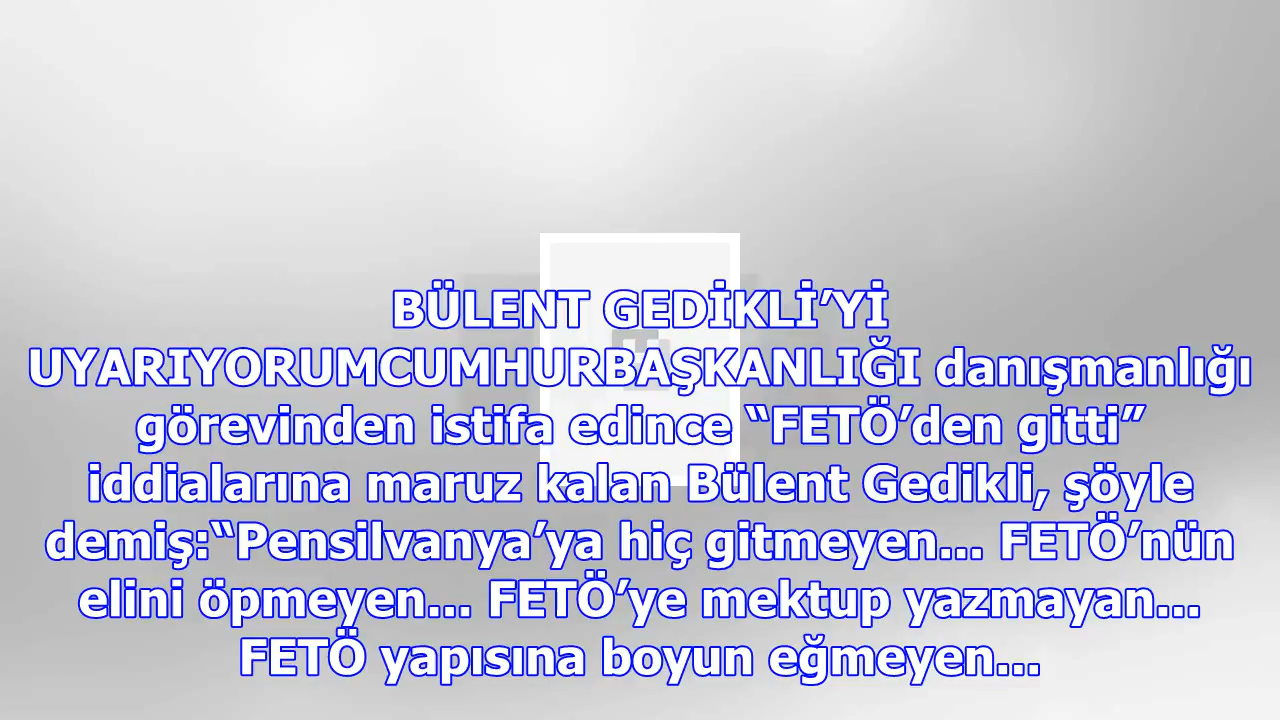 BÜLENT GEDİKLİ’Yİ
UYARIYORUMCUMHURBAŞKANLIĞI danışmanlığı
görevinden istifa edince “FETÖ’den gitti”
iddialarına maruz kalan Bülent Gedikli, şöyle
demiş:“Pensilvanya’ya hiç gitmeyen... FETÖ’nün
elini öpmeyen... FETÖ’ye mektup yazmayan...
FETÖ yapısına boyun eğmeyen...